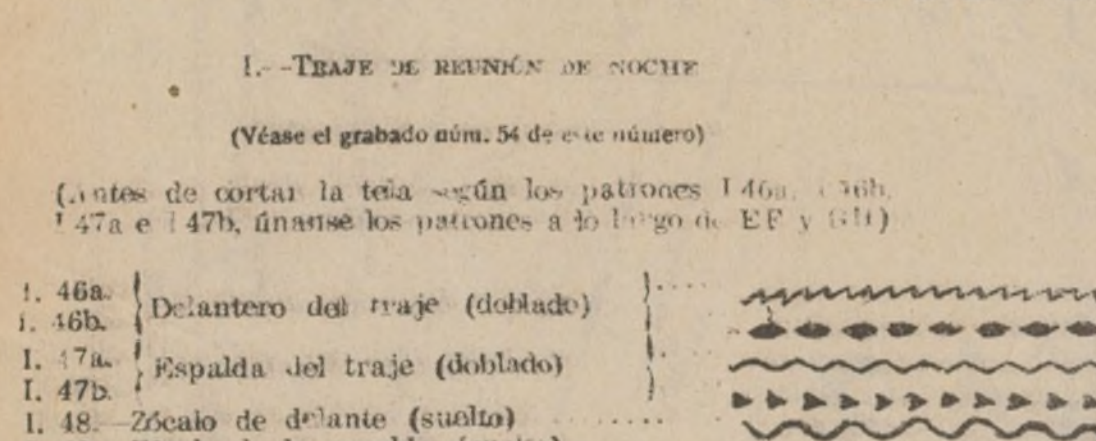 I.--TRAJE DE REUNIÓN DE NOCHE
(Véase el grabado núm. 54 de este número)
(Antes de cortar la tela según los patrones I 46a, I 46b,
I 47a e I 47b, únanse los patrones a lo largo de EF y GH)
I. 46a.
I. 46b. Delantero del traje (doblado)
I. 47a.
I. 47b. Espalda del traje (doblado)
I. 48.—Zócalo de delante (suelto)